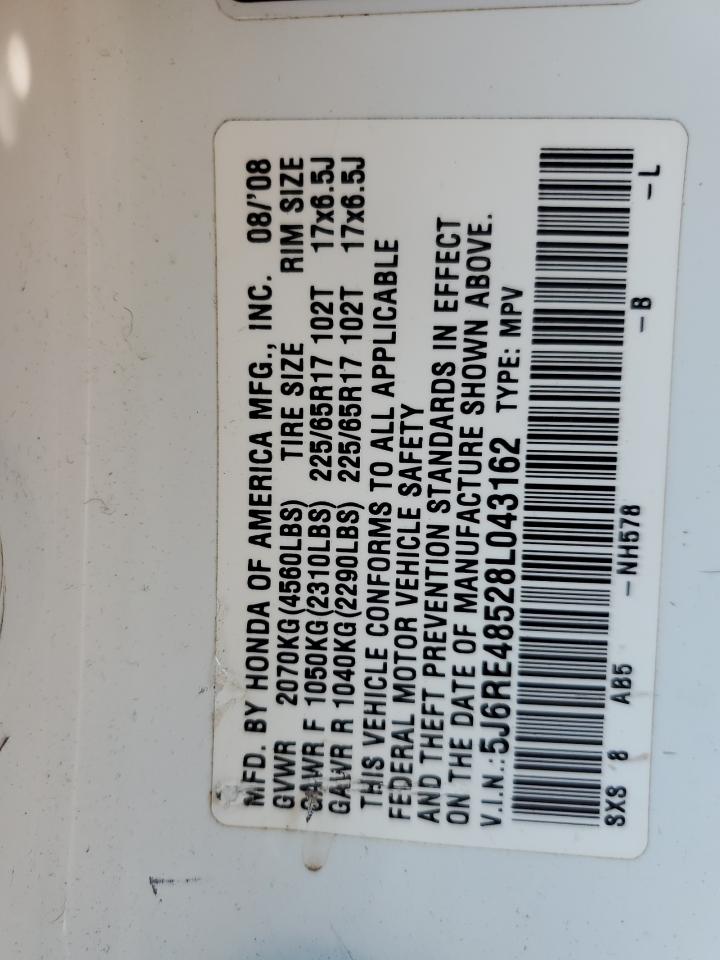 MFD. BY HONDA OF AMERICA MFG., INC. 08/'08
GVWR 2070KG(4560LBS) TIRE SIZE RIM SIZE
GAWR F 1050KG(2310LBS) 225/65R17 102T 17x6.5J
GAWR R 1040KG(2290LBS) 225/65R17 102T 17x6.5J
THIS VEHICLE CONFORMS TO ALL APPLICABLE
FEDERAL MOTOR VEHICLE SAFETY
AND THEFT PREVENTION STANDARDS IN EFFECT
ON THE DATE OF MANUFACTURE SHOWN ABOVE.
V.I.N.:5J6RE48528L043162 TYPE: MPV
SXS 8 AB5 -NH578 -B -L